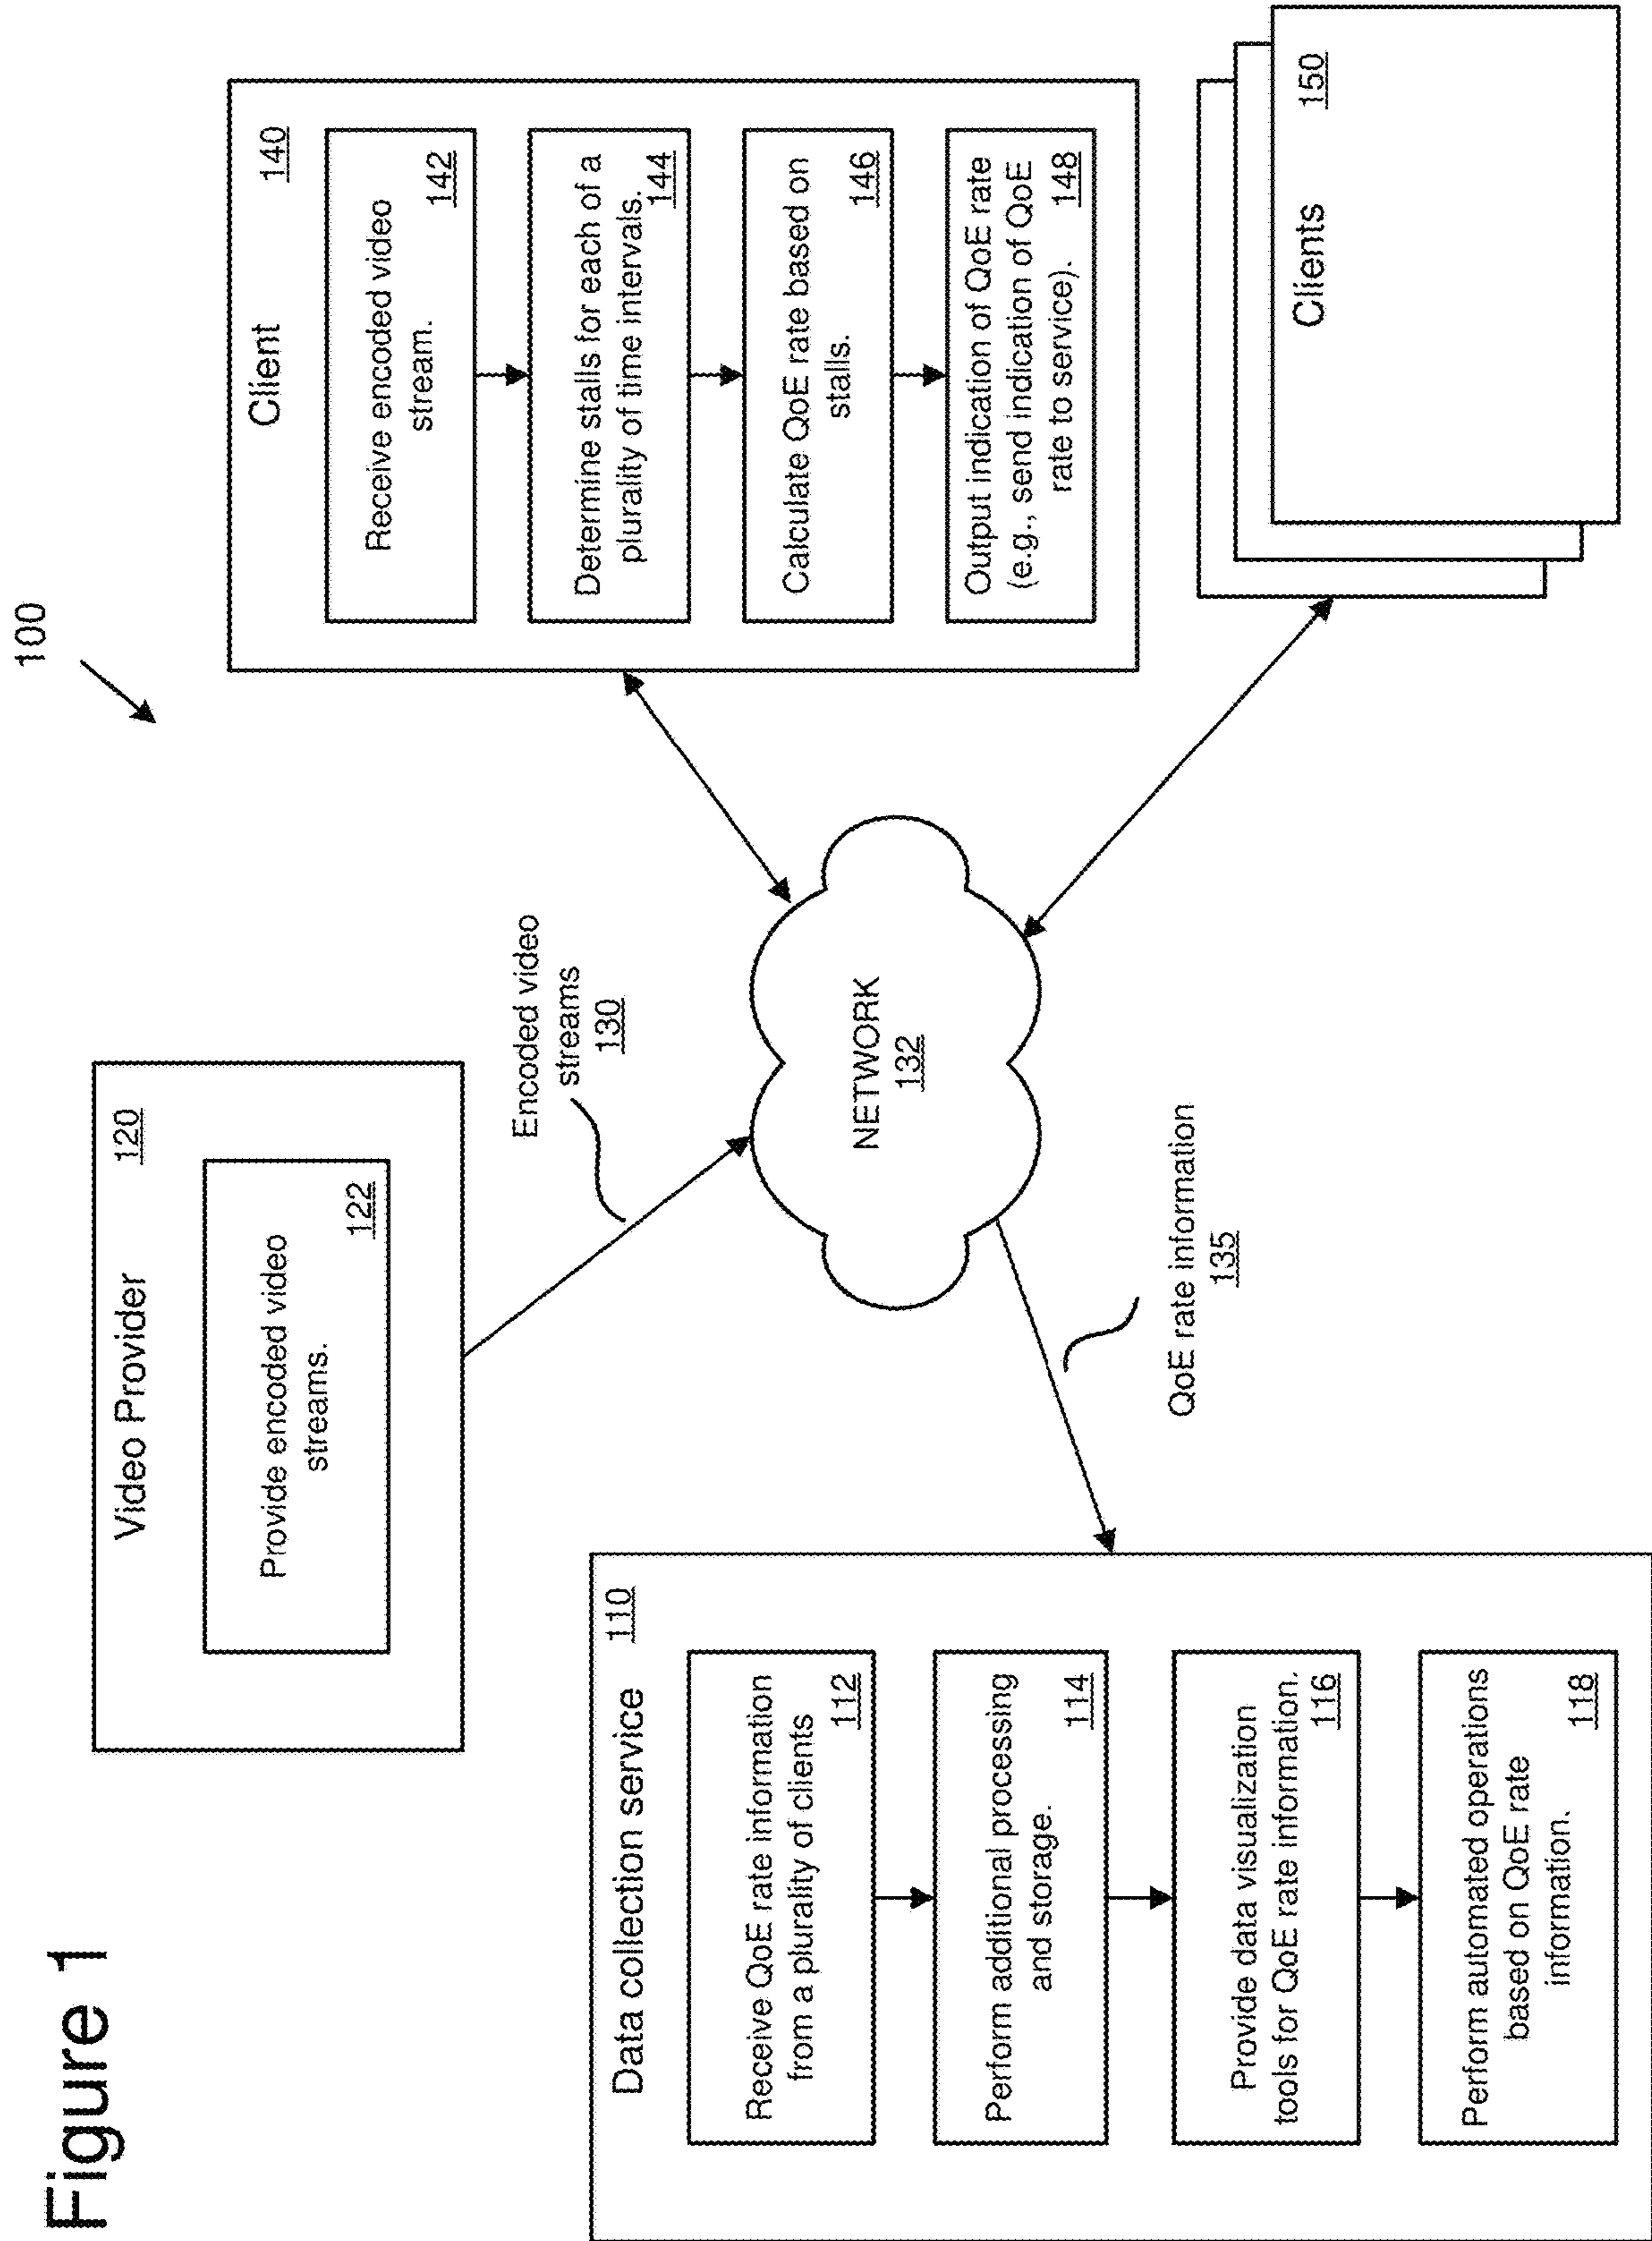 Figure 1
100
Video Provider
120
Provide encoded video
streams.
122
Data collection service
110
Receive QoE rate information
from a plurality of clients
112
Perform additional processing
and storage.
114
Provide data visualization
tools for QoE rate information.
116
Perform automated operations
based on QoE rate
information.
118
Encoded video
streams
130
NETWORK
132
QoE rate information
135
Client
140
Receive encoded video
stream.
142
Determine stalls for each of a
plurality of time intervals.
144
Calculate QoE rate based on
stalls.
146
Output indication of QoE rate
(e.g., send indication of QoE
rate to service).
148
Clients
150